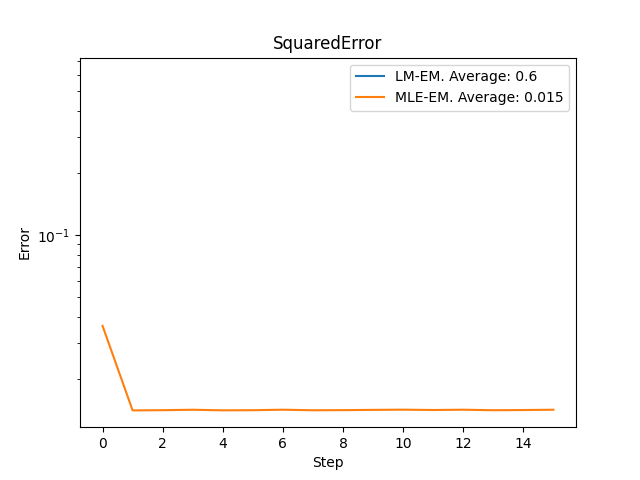 SquaredError
LM-EM. Average: 0.6
MLE-EM. Average: 0.015
10⁻¹
Error
0 2 4 6 8 10 12 14
Step